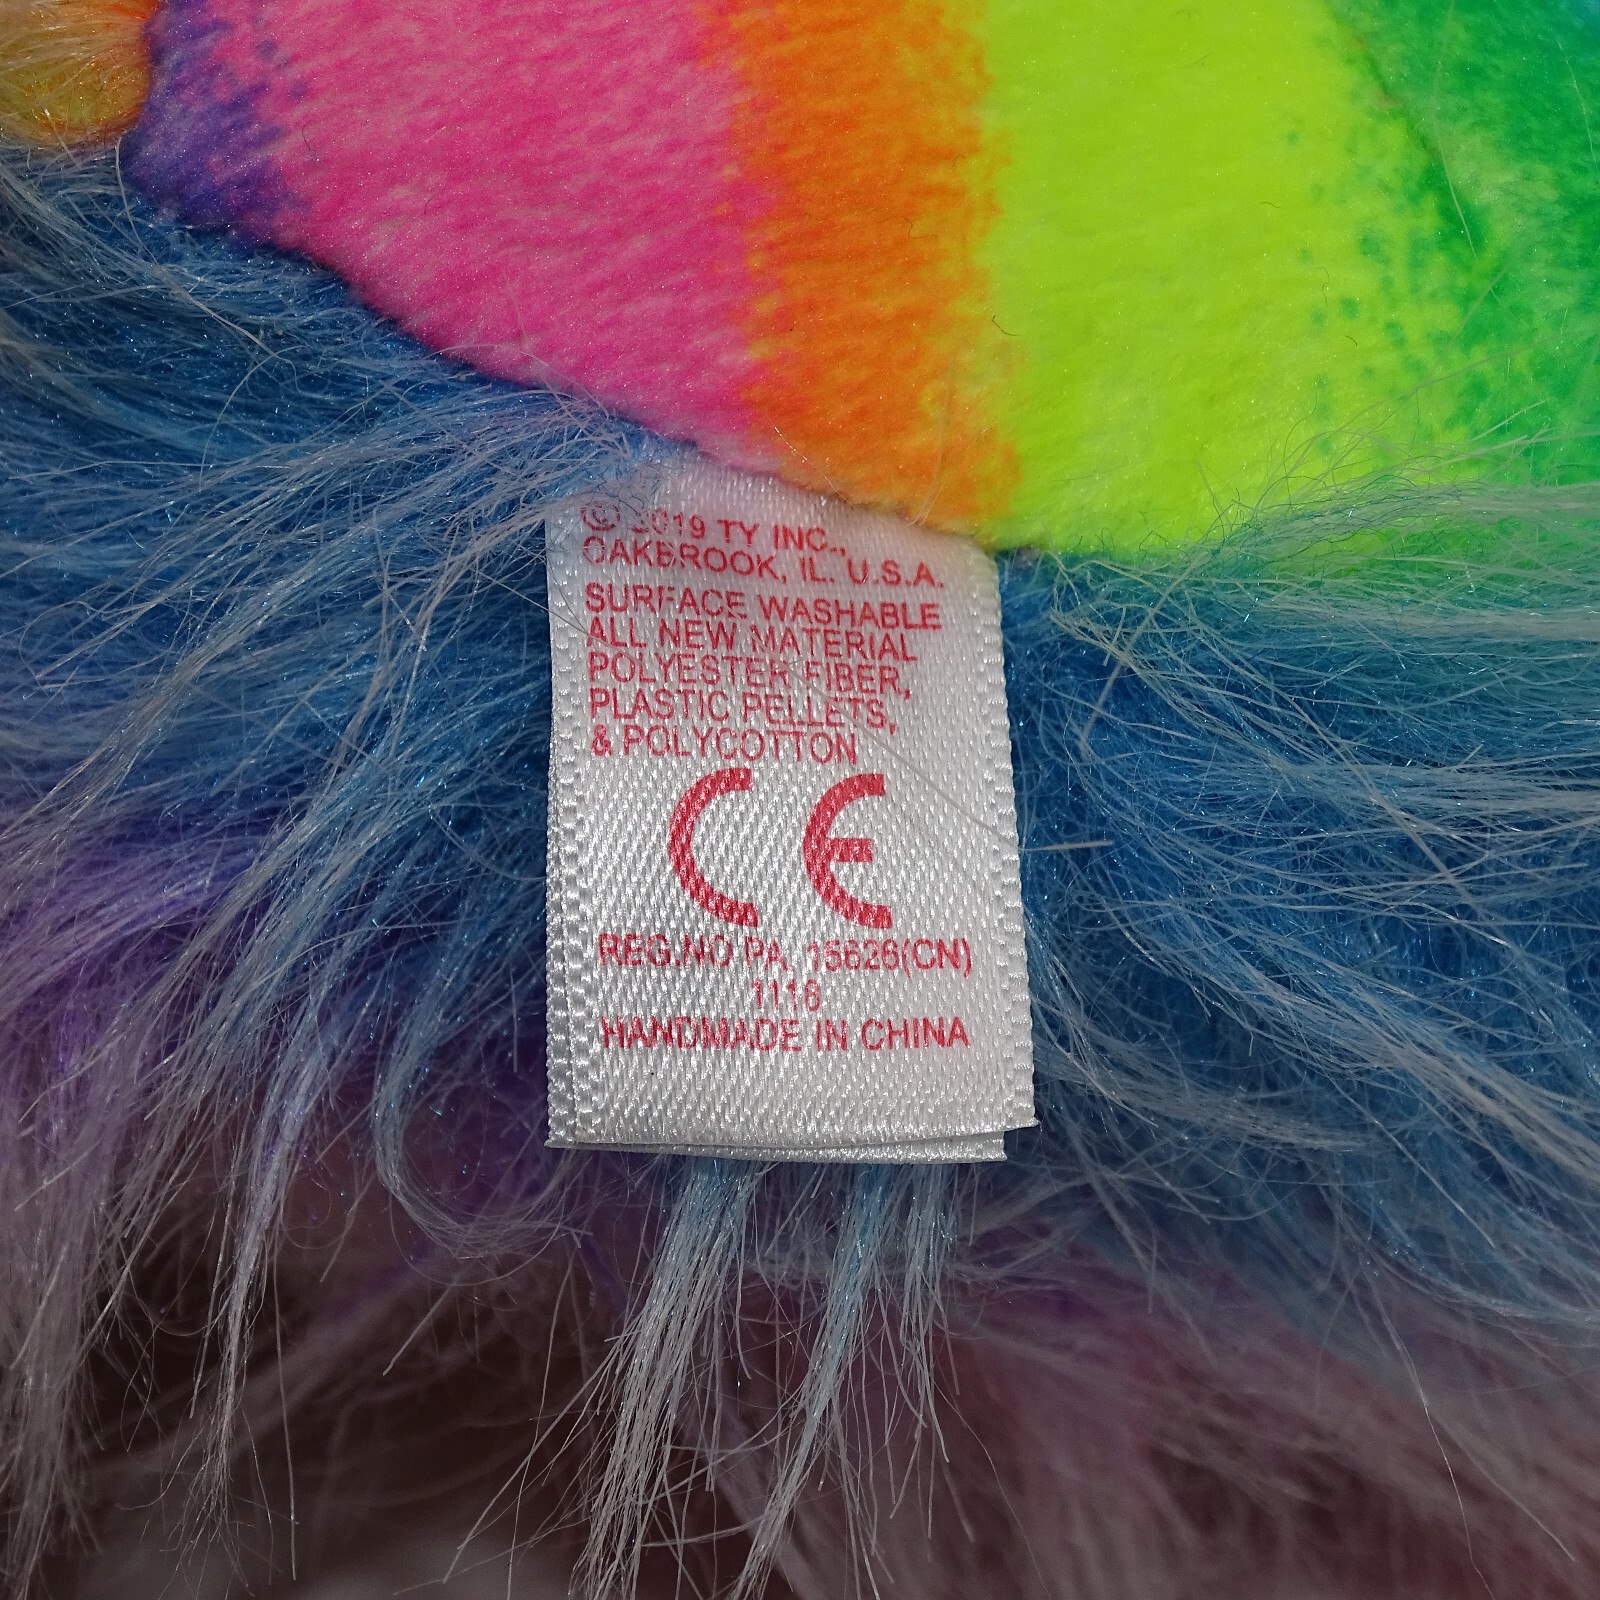 © 2019 TY INC.,
OAKBROOK, IL. U.S.A.
SURFACE WASHABLE
ALL NEW MATERIAL
POLYESTER FIBER,
PLASTIC PELLETS,
& POLYCOTTON
CE
REG.NO PA. 15626(CN)
1116
HANDMADE IN CHINA